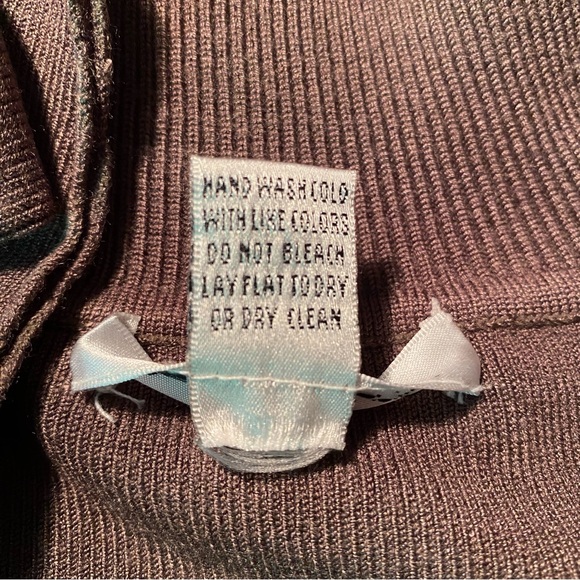 HAND WASH COLD
WITH LIKE COLORS
DO NOT BLEACH
LAY FLAT TO DRY
OR DRY CLEAN